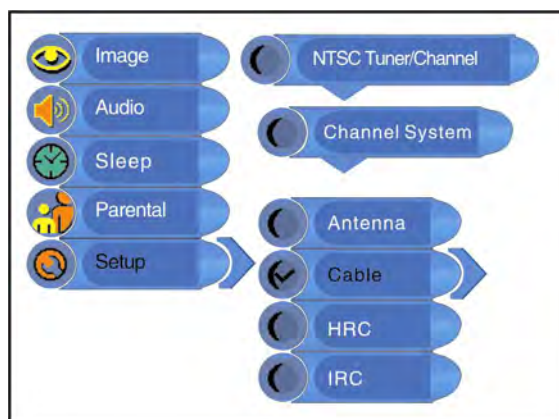 Image
Audio
Sleep
Parental
Setup
NTSC Tuner/Channel
Channel System
Antenna
Cable
HRC
IRC